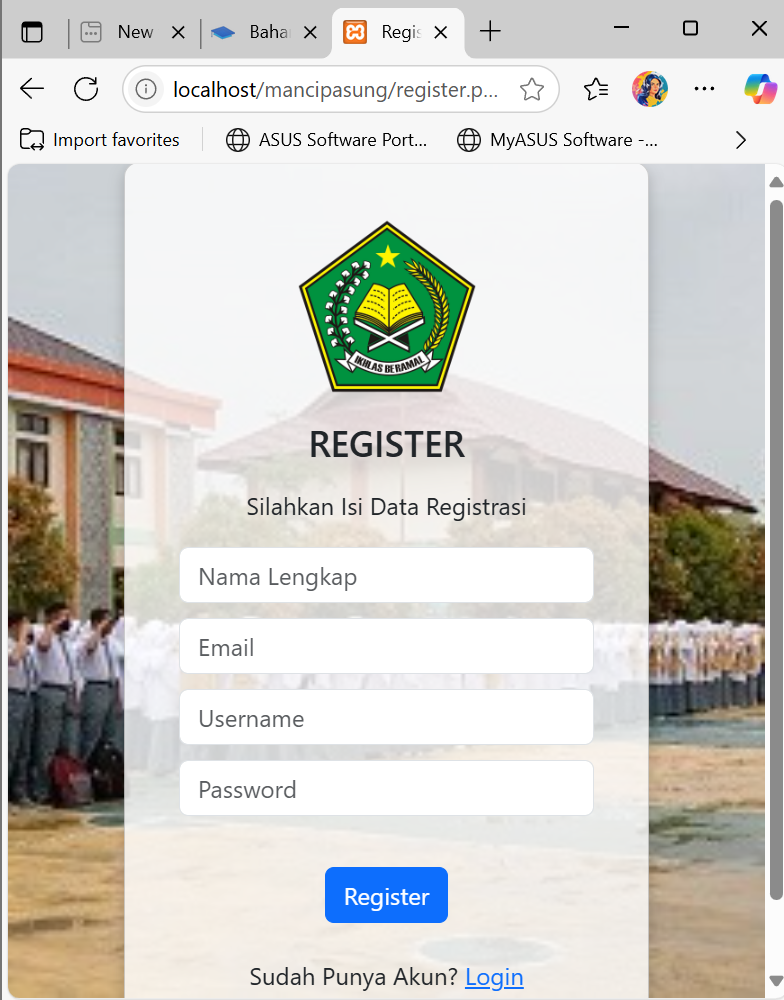 New
Baha
Regis
localhost/mancipasung/register.p...
Import favorites
ASUS Software Port...
MyASUS Software -...
IKHLAS BERAMAL
REGISTER
Silahkan Isi Data Registrasi
Nama Lengkap
Email
Username
Password
Register
Sudah Punya Akun? Login